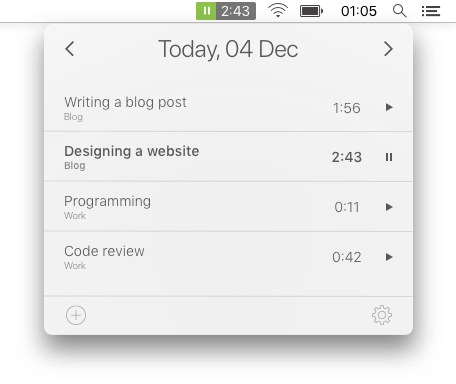 2:43
01:05
Today, 04 Dec
Writing a blog post
Blog
1:56
Designing a website
Blog
2:43
Programming
Work
0:11
Code review
Work
0:42